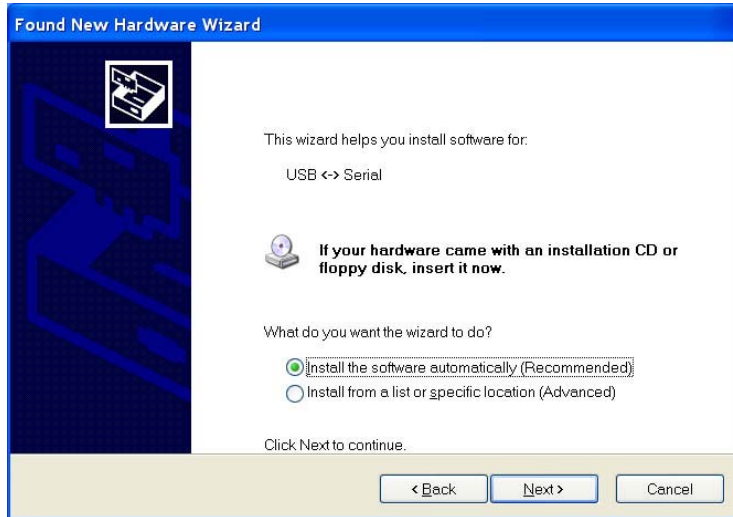 Found New Hardware Wizard
This wizard helps you install software for:
USB <-> Serial
If your hardware came with an installation CD or
floppy disk, insert it now.
What do you want the wizard to do?
Install the software automatically (Recommended)
Install from a list or specific location (Advanced)
Click Next to continue.
< Back
Next >
Cancel